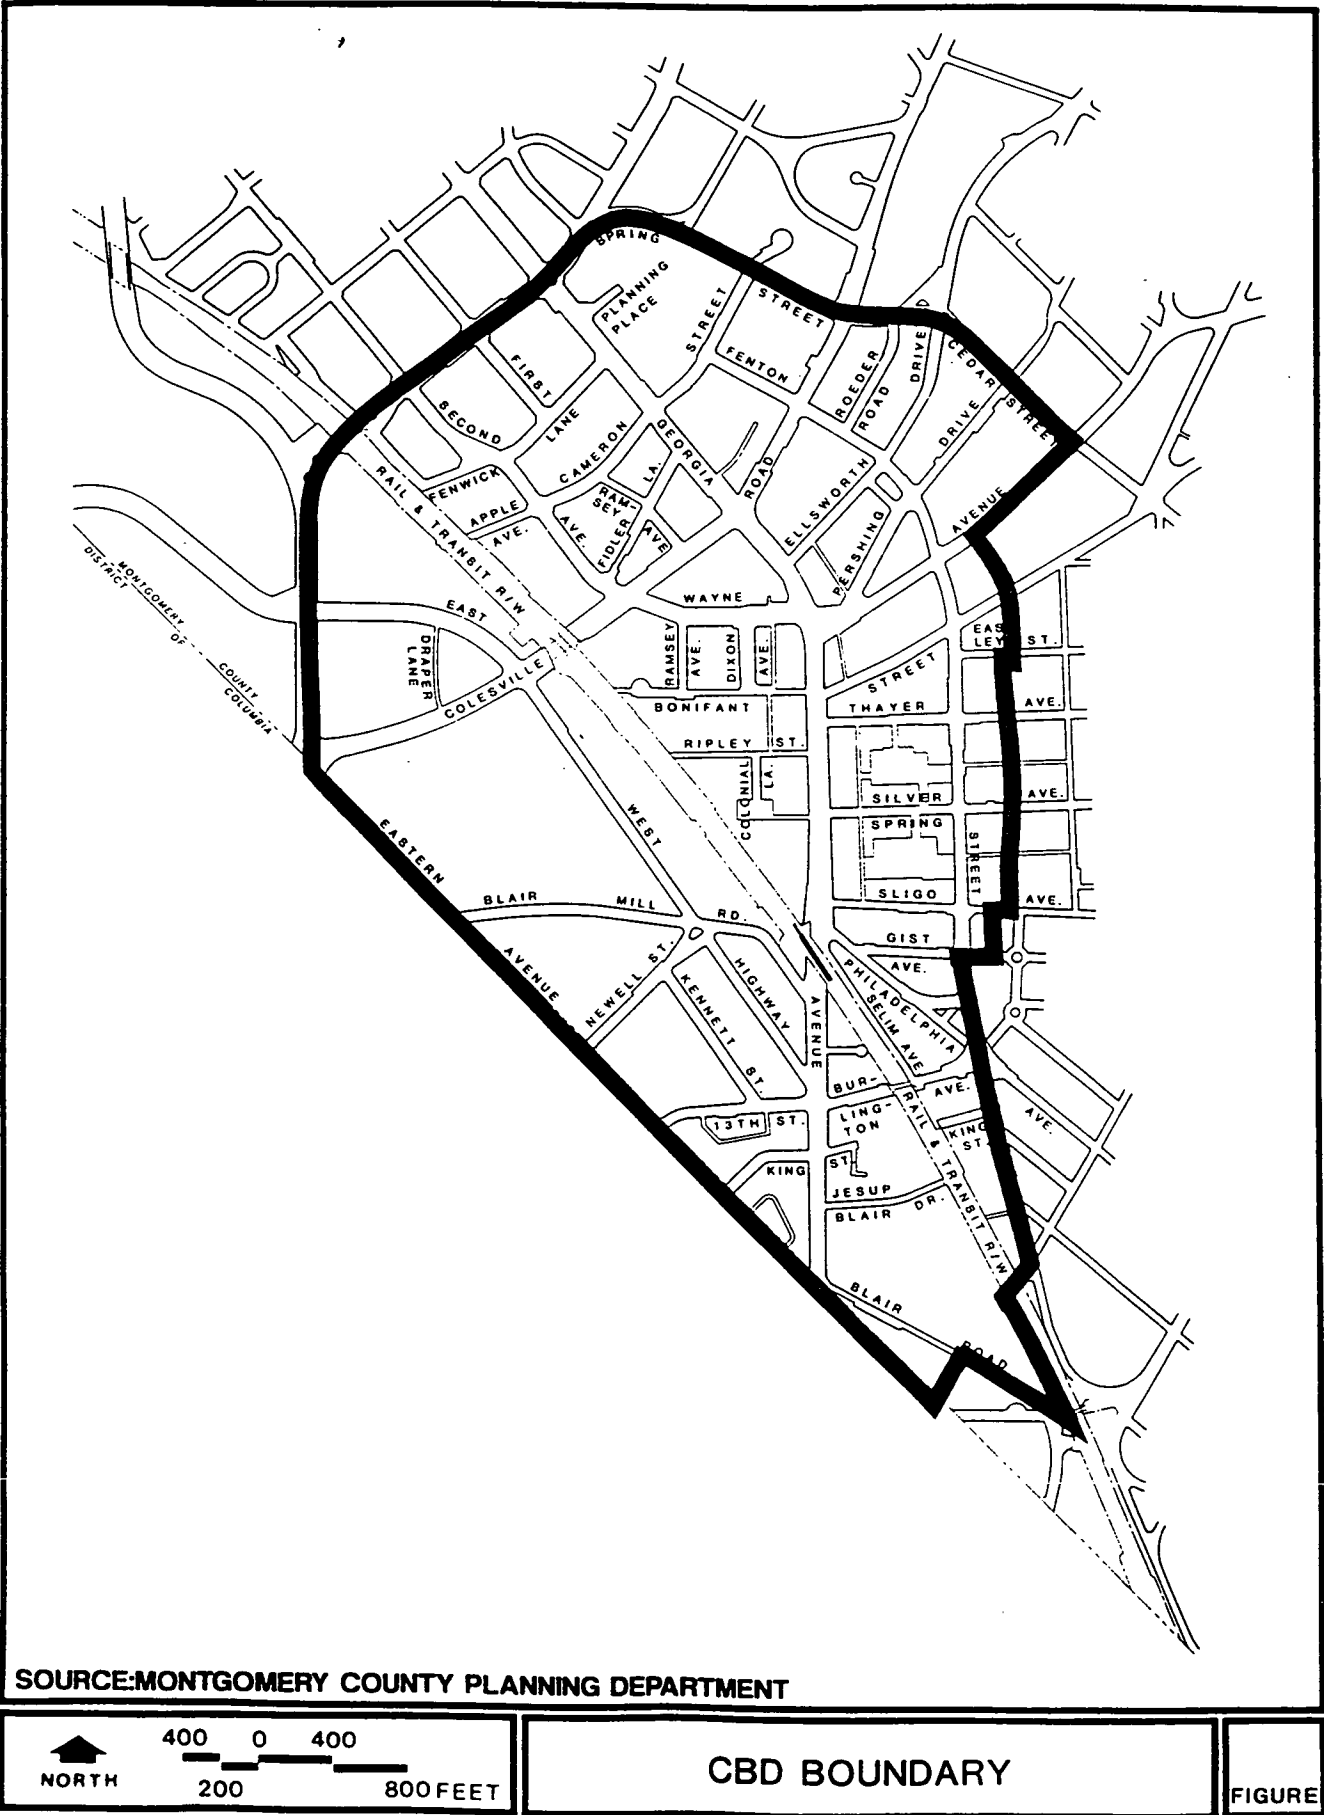 SPRING
PLANNING
PLACE
STREET
STREET
FENTON
DRIVE
CEDAR
STREET
ROEDER
ROAD
FIRST
SECOND
LANE
CAMERON
GEORGIA
LA.
ROAD
DRIVE
RAIL & TRANSIT R/W
FENWICK
APPLE
AVE.
AVE.
RAM-
SEY
FIDLER
AVE
ELLSWORTH
PERSHING
AVENUE
MONTGOMERY COUNTY
DISTRICT OF COLUMBIA
EAST
WAYNE
DRAPER
LANE
COLESVILLE
RAMSEY
AVE.
DIXON
AVE.
STREET
EAS
LEY ST.
BONIFANT
THAYER AVE.
RIPLEY ST.
COLONIAL
LA.
SILVER AVE.
SPRING
WEST
STREET
EASTERN
SLIGO AVE.
BLAIR MILL RD.
GIST
AVE.
AVENUE
NEWELL ST.
HIGHWAY
KENNETT
ST.
PHILADELPHIA
AVE.
SELIM AVE
AVENUE
BUR-
LING-
TON
AVE.
13TH ST.
KING
ST.
RAIL & TRANSIT R/W
KING
ST
JESUP
BLAIR DR.
BLAIR
ROAD
SOURCE:MONTGOMERY COUNTY PLANNING DEPARTMENT
NORTH
400 0 400
200 800 FEET
CBD BOUNDARY
FIGURE